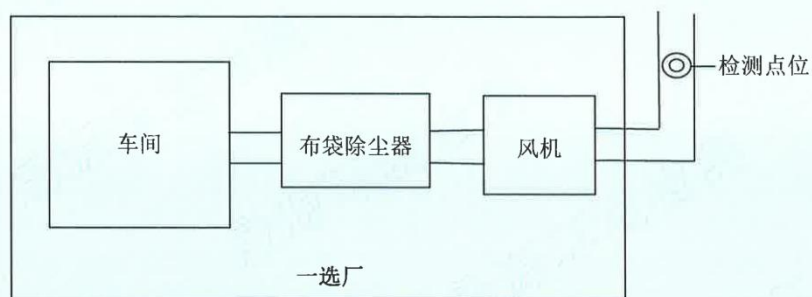 检测点位
车间
布袋除尘器
风机
一选厂